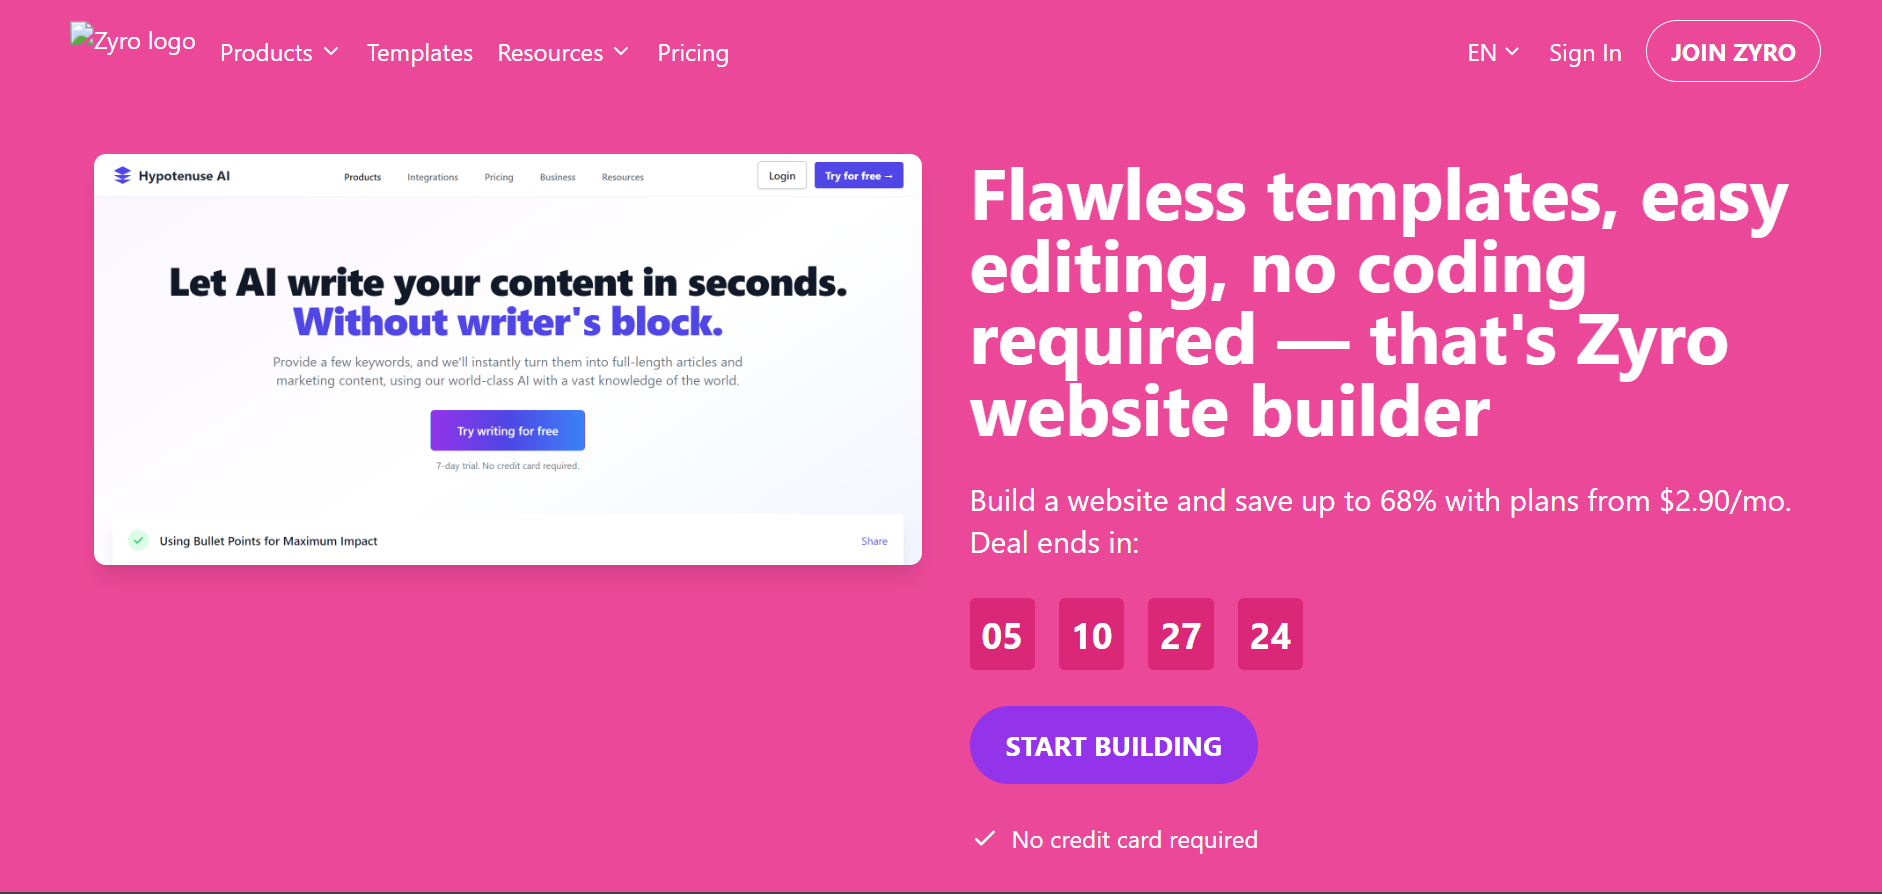 Zyro logo
Products
Templates
Resources
Pricing
EN
Sign In
JOIN ZYRO
Hypotenuse AI
Products
Integrations
Pricing
Business
Resources
Login
Try for free →
Let AI write your content in seconds.
Without writer's block.
Provide a few keywords, and we'll instantly turn them into full-length articles and
marketing content, using our world-class AI with a vast knowledge of the world.
Try writing for free
7-day trial. No credit card required.
Using Bullet Points for Maximum Impact
Share
Flawless templates, easy
editing, no coding
required — that's Zyro
website builder
Build a website and save up to 68% with plans from $2.90/mo.
Deal ends in:
05 10 27 24
START BUILDING
No credit card required